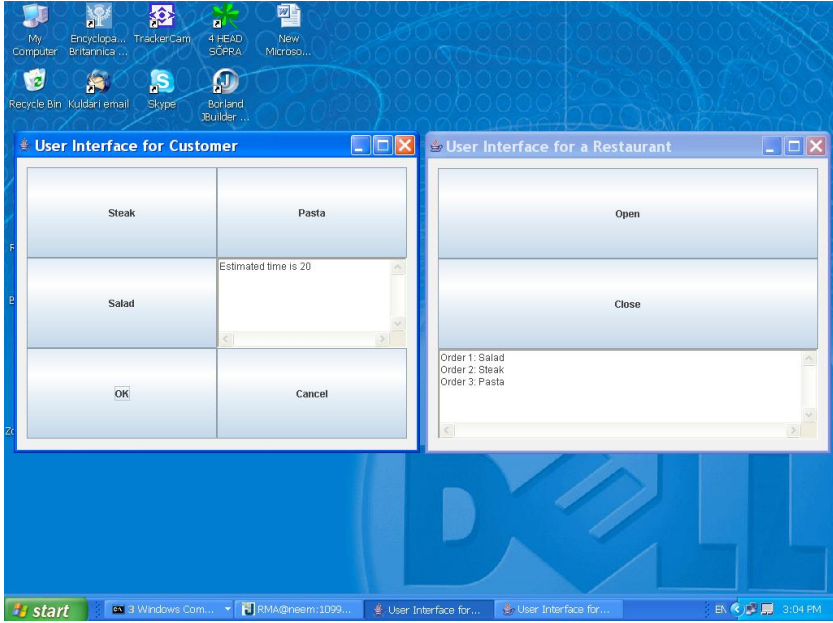 My Computer
Encyclopa... Britannica ...
TrackerCam
4 HEAD SÕPRA
New Microso...
Recycle Bin
Kuldari email
Skype
Borland JBuilder ...
User Interface for Customer
Steak
Pasta
Salad
Estimated time is 20
OK
Cancel
User Interface for a Restaurant
Open
Close
Order 1: Salad
Order 2: Steak
Order 3: Pasta
DELL
start
3 Windows Com...
RMA@neem:1099...
User Interface for...
User Interface for...
EN
3:04 PM